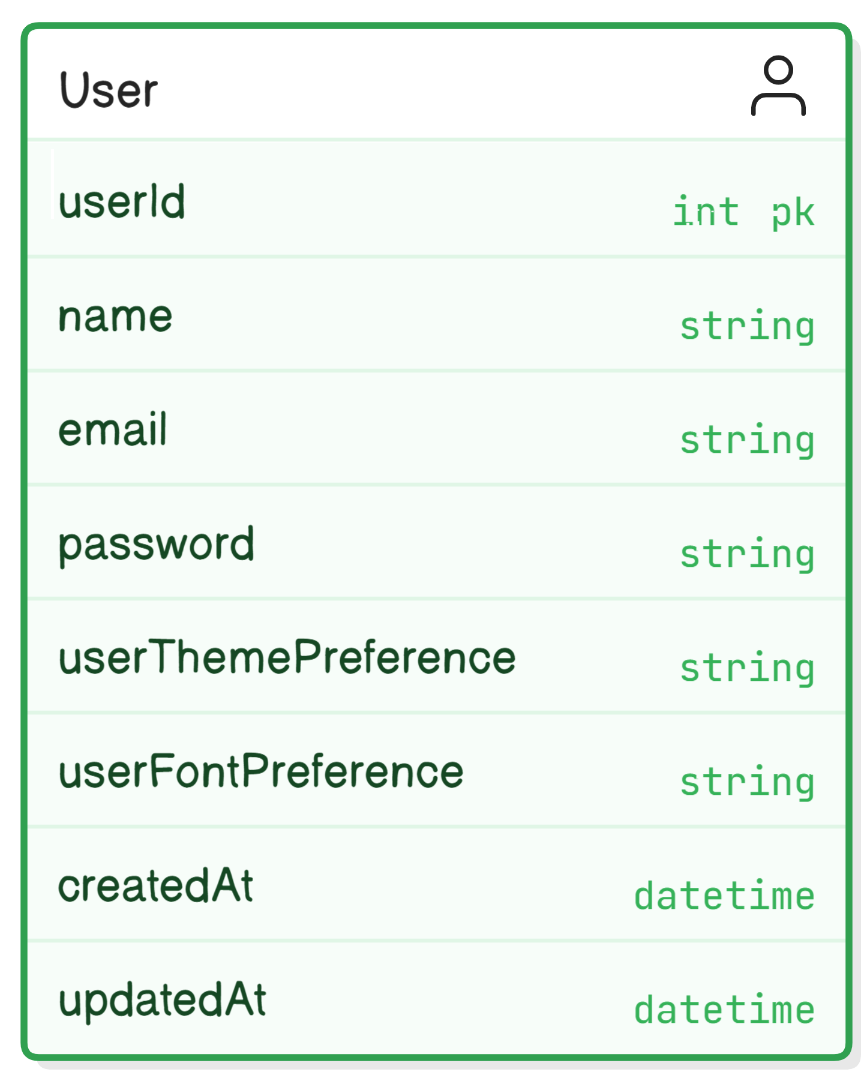 User
userId int pk
name string
email string
password string
userThemePreference string
userFontPreference string
createdAt datetime
updatedAt datetime